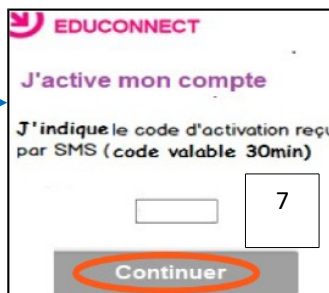 EDUCONNECT
J'active mon compte
J'indique le code d'activation reçu
par SMS (code valable 30min)
7
Continuer